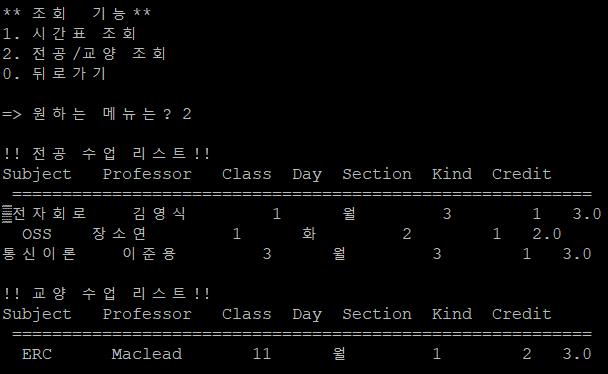 ** 조회 기능 **
1. 시간표 조회
2. 전공/교양 조회
0. 뒤로가기
=> 원하는 메뉴는? 2
!! 전공 수업 리스트 !!
Subject Professor Class Day Section Kind Credit
==========================================================
▒전자회로 김영식 1 월 3 1 3.0
OSS 장소연 1 화 2 1 2.0
통신이론 이준용 3 월 3 1 3.0
!! 교양 수업 리스트 !!
Subject Professor Class Day Section Kind Credit
==========================================================
ERC Maclead 11 월 1 2 3.0